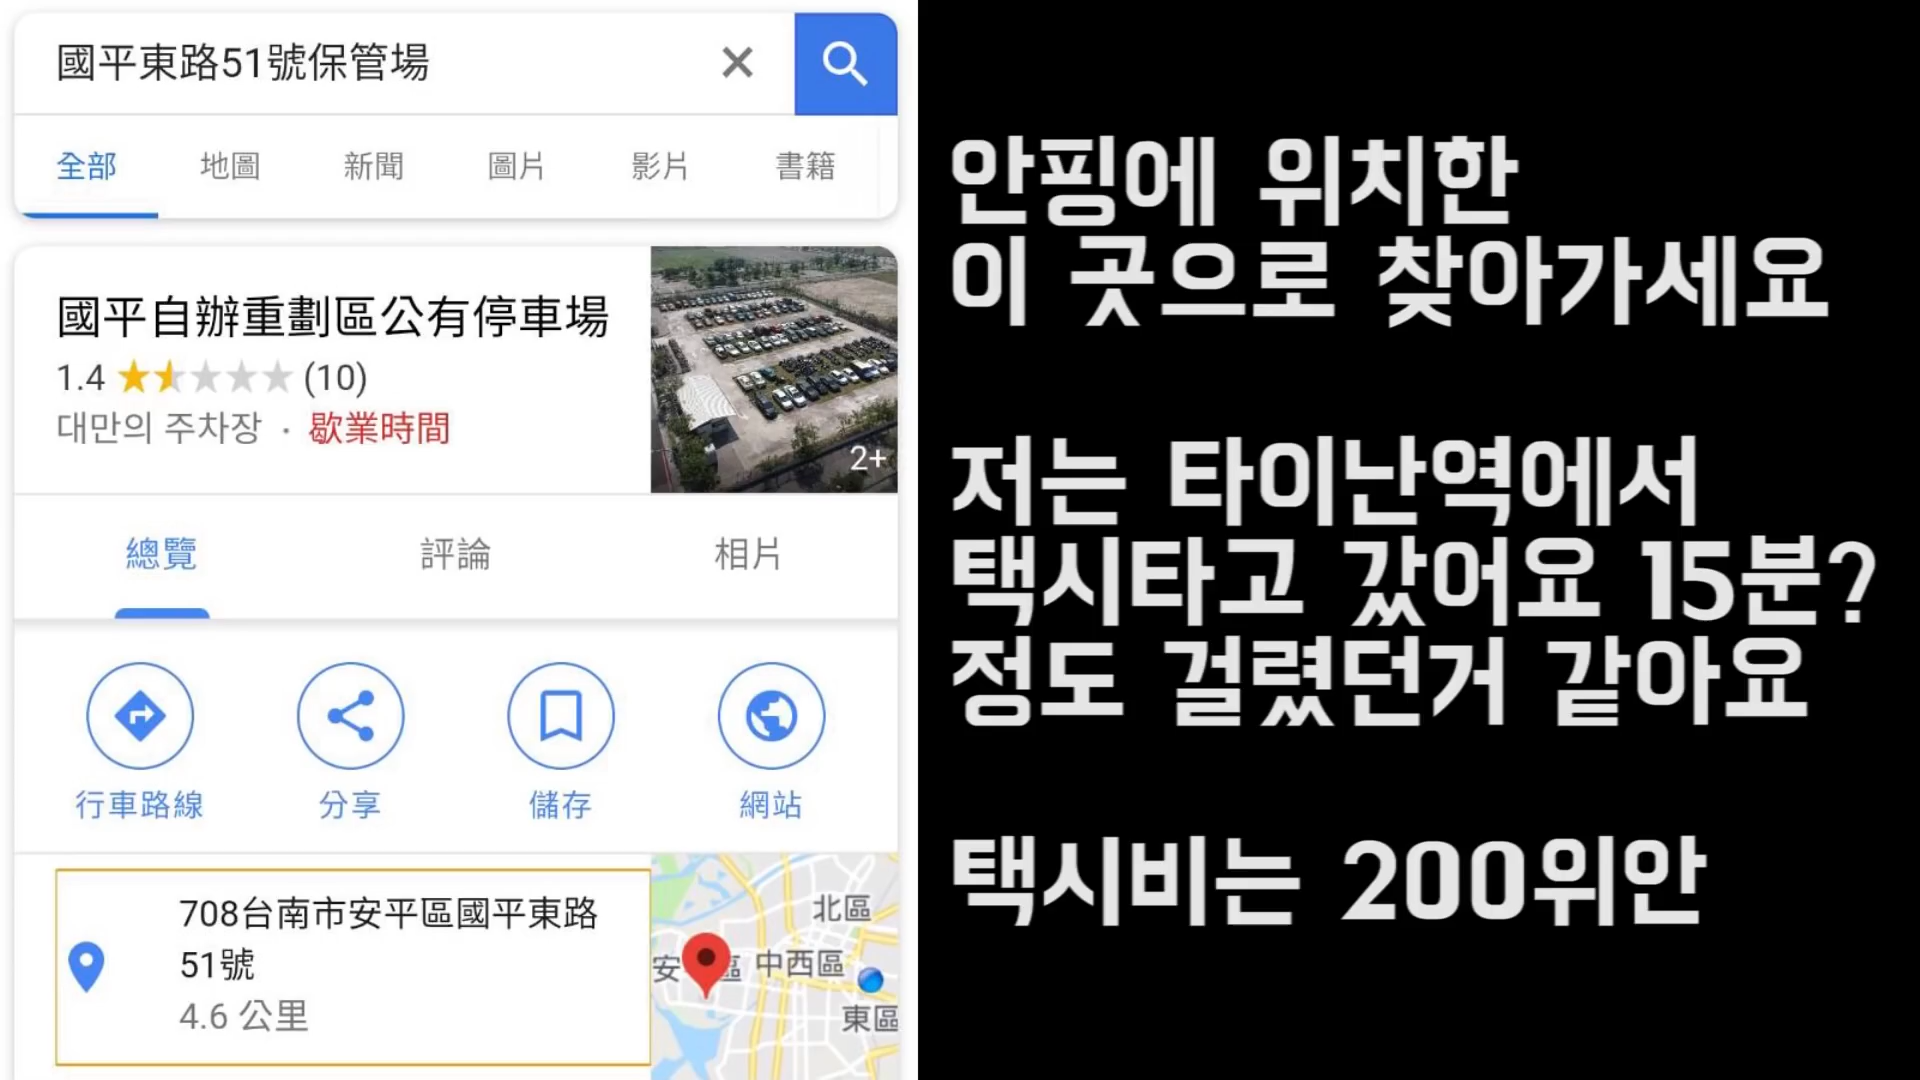 國平東路51號保管場
全部 地圖 新聞 圖片 影片 書籍
國平自辦重劃區公有停車場
1.4 (10)
대만의 주차장 · 歇業時間
2+
總覽 評論 相片
行車路線 分享 儲存 網站
708台南市安平區國平東路
51號
4.6 公里
北區
安 區 中西區
東區
안핑에 위치한
이 곳으로 찾아가세요
저는 타이난역에서
택시타고 갔어요 15분?
정도 걸렸던거 같아요
택시비는 200위안